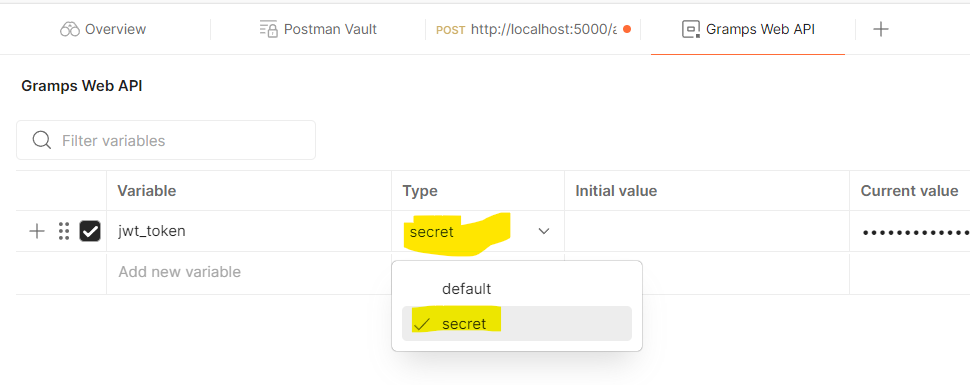 Overview
Postman Vault
POST http://localhost:5000/a
Gramps Web API
Gramps Web API
Filter variables
Variable Type Initial value Current value
jwt_token secret •••••••••••••
Add new variable
default
secret